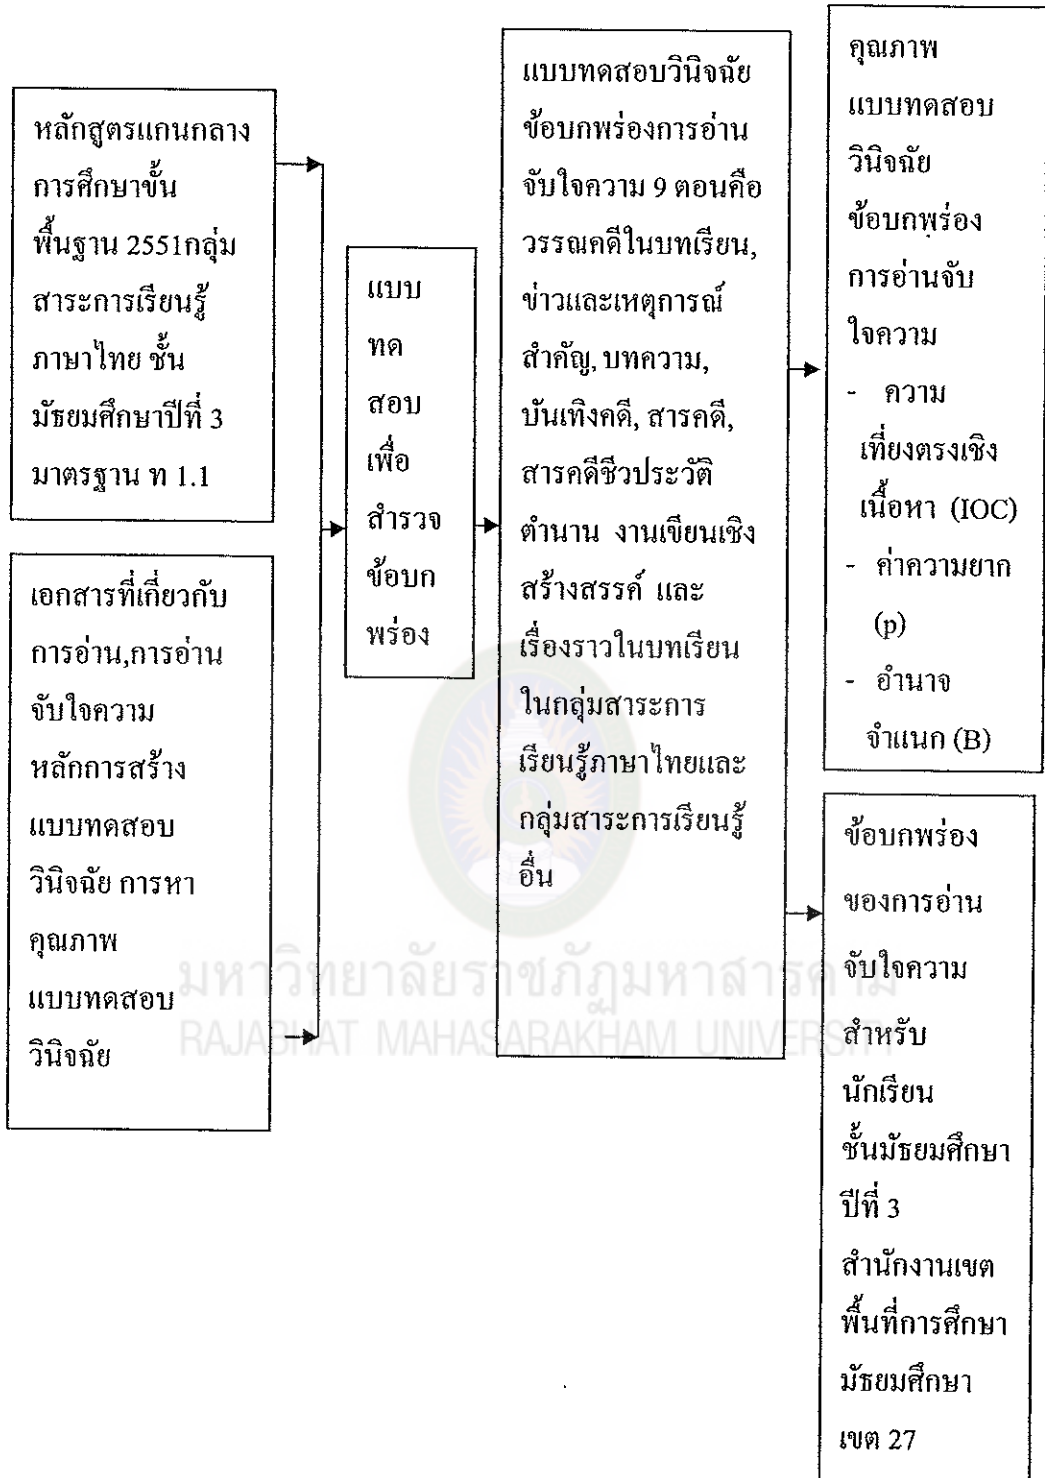 หลักสูตรแกนกลาง
การศึกษาขั้น
พื้นฐาน 2551กลุ่ม
สาระการเรียนรู้
ภาษาไทย ชั้น
มัธยมศึกษาปีที่ 3
มาตรฐาน ท 1.1
เอกสารที่เกี่ยวกับ
การอ่าน,การอ่าน
จับใจความ
หลักการสร้าง
แบบทดสอบ
วินิจฉัย การหา
คุณภาพ
แบบทดสอบ
วินิจฉัย
แบบ
ทด
สอบ
เพื่อ
สำรวจ
ข้อบก
พร่อง
แบบทดสอบวินิจฉัย
ข้อบกพร่องการอ่าน
จับใจความ 9 ตอนคือ
วรรณคดีในบทเรียน,
ข่าวและเหตุการณ์
สำคัญ, บทความ,
บันเทิงคดี, สารคดี,
สารคดีชีวประวัติ
ตำนาน งานเขียนเชิง
สร้างสรรค์ และ
เรื่องราวในบทเรียน
ในกลุ่มสาระการ
เรียนรู้ภาษาไทยและ
กลุ่มสาระการเรียนรู้
อื่น
คุณภาพ
แบบทดสอบ
วินิจฉัย
ข้อบกพร่อง
การอ่านจับ
ใจความ
- ความ
เที่ยงตรงเชิง
เนื้อหา (IOC)
- ค่าความยาก
(p)
- อำนาจ
จำแนก (B)
ข้อบกพร่อง
ของการอ่าน
จับใจความ
สำหรับ
นักเรียน
ชั้นมัธยมศึกษา
ปีที่ 3
สำนักงานเขต
พื้นที่การศึกษา
มัธยมศึกษา
เขต 27
มหาวิทยาลัยราชภัฏมหาสารคาม
RAJABHAT MAHASARAKHAM UNIVERSITY